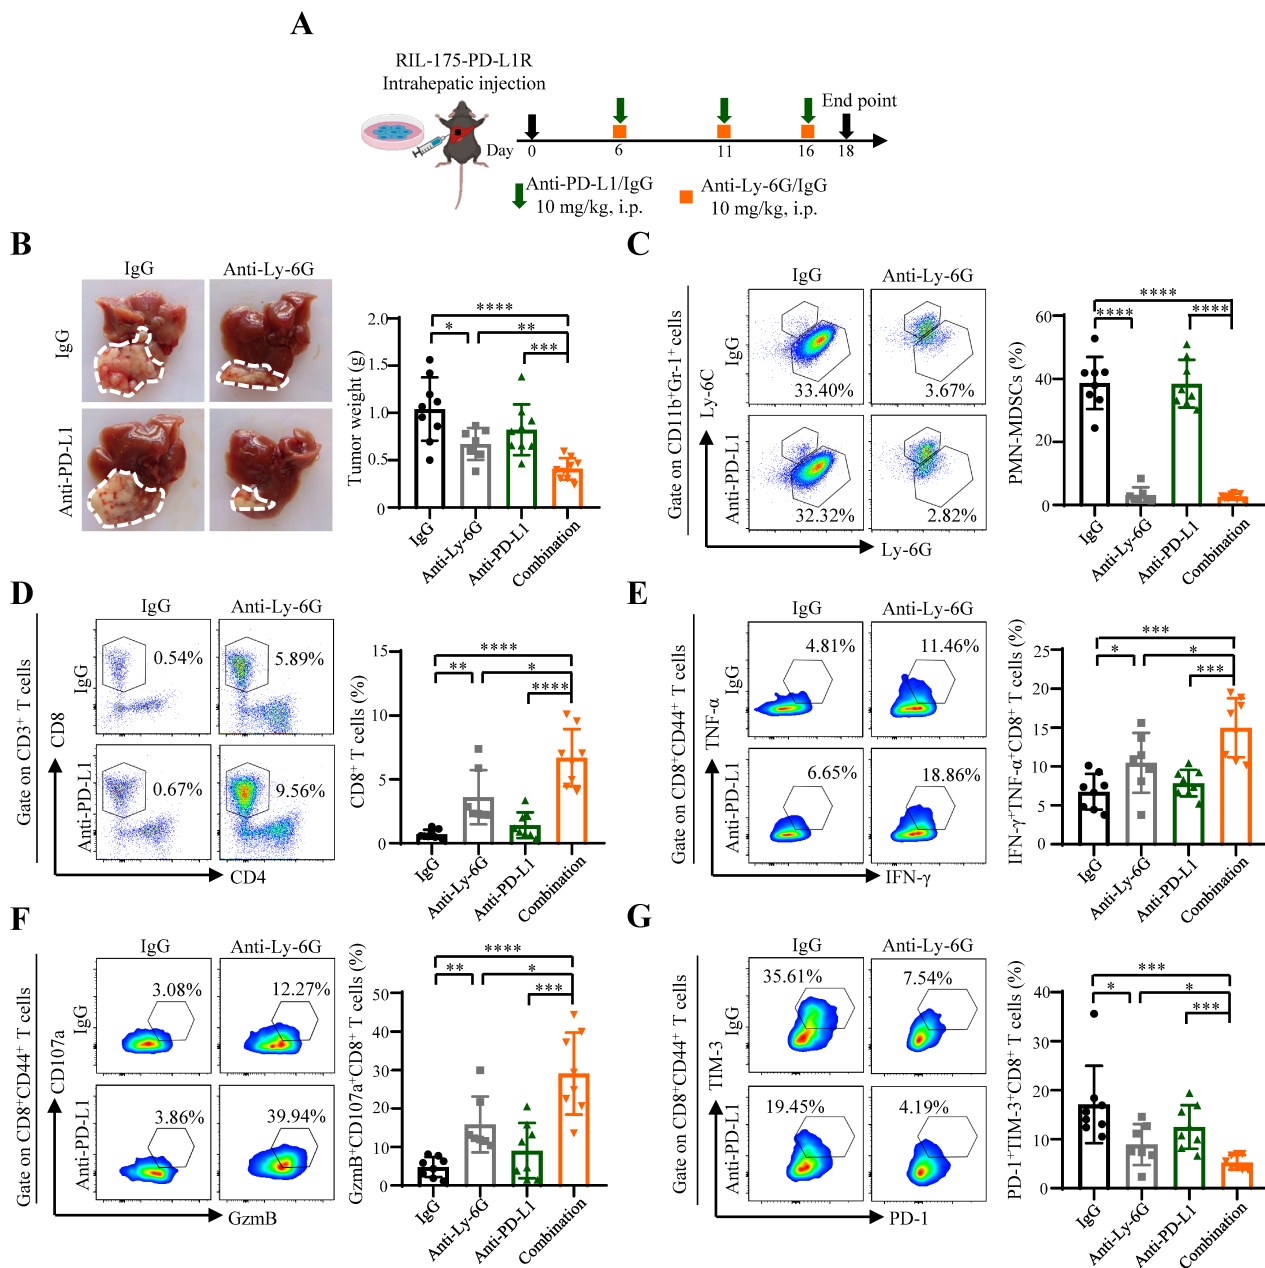 A
RIL-175-PD-L1R
Intrahepatic injection
End point
Day 0 6 11 16 18
Anti-PD-L1/IgG
10 mg/kg, i.p.
Anti-Ly-6G/IgG
10 mg/kg, i.p.
B
IgG Anti-Ly-6G
IgG
Anti-PD-L1
Tumor weight (g)
2.0
1.5
1.0
0.5
0
****
* **
***
IgG
Anti-Ly-6G
Anti-PD-L1
Combination
C
IgG Anti-Ly-6G
Gate on CD11b⁺Gr-1⁺ cells
Ly-6C
IgG
Anti-PD-L1
33.40% 3.67%
32.32% 2.82%
Ly-6G
PMN-MDSCs (%)
60
40
20
0
****
**** ****
IgG
Anti-Ly-6G
Anti-PD-L1
Combination
D
IgG Anti-Ly-6G
Gate on CD3⁺ T cells
CD8
IgG
Anti-PD-L1
0.54% 5.89%
0.67% 9.56%
CD4
CD8⁺ T cells (%)
15
10
5
0
****
** *
****
IgG
Anti-Ly-6G
Anti-PD-L1
Combination
E
IgG Anti-Ly-6G
Gate on CD8⁺CD44⁺ T cells
TNF-α
IgG
Anti-PD-L1
4.81% 11.46%
6.65% 18.86%
IFN-γ
IFN-γ⁺TNF-α⁺CD8⁺ T cells (%)
25
20
15
10
5
0
***
* *
***
IgG
Anti-Ly-6G
Anti-PD-L1
Combination
F
IgG Anti-Ly-6G
Gate on CD8⁺CD44⁺ T cells
CD107a
IgG
Anti-PD-L1
3.08% 12.27%
3.86% 39.94%
GzmB
GzmB⁺CD107a⁺CD8⁺ T cells (%)
50
40
30
20
10
0
****
** *
***
IgG
Anti-Ly-6G
Anti-PD-L1
Combination
G
IgG Anti-Ly-6G
Gate on CD8⁺CD44⁺ T cells
TIM-3
IgG
Anti-PD-L1
35.61% 7.54%
19.45% 4.19%
PD-1
PD-1⁺TIM-3⁺CD8⁺ T cells (%)
40
30
20
10
0
***
* *
***
IgG
Anti-Ly-6G
Anti-PD-L1
Combination